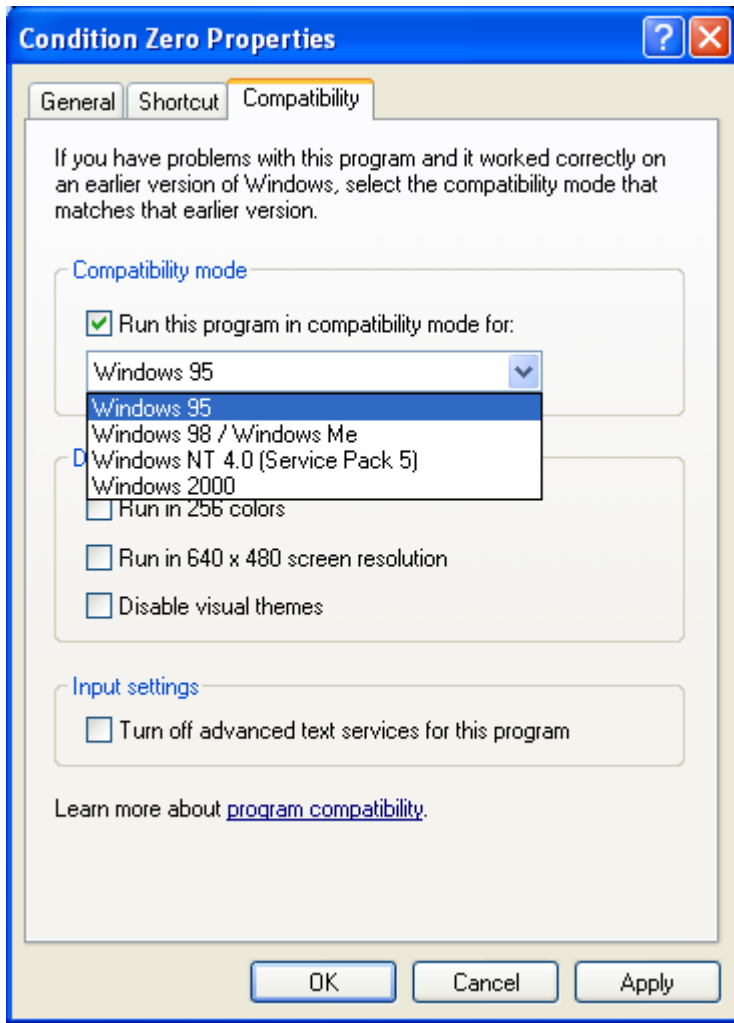 Condition Zero Properties
General Shortcut Compatibility
If you have problems with this program and it worked correctly on
an earlier version of Windows, select the compatibility mode that
matches that earlier version.
Compatibility mode
Run this program in compatibility mode for:
Windows 95
Windows 95
Windows 98 / Windows Me
D Windows NT 4.0 (Service Pack 5)
Windows 2000
Run in 256 colors
Run in 640 x 480 screen resolution
Disable visual themes
Input settings
Turn off advanced text services for this program
Learn more about program compatibility.
OK Cancel Apply